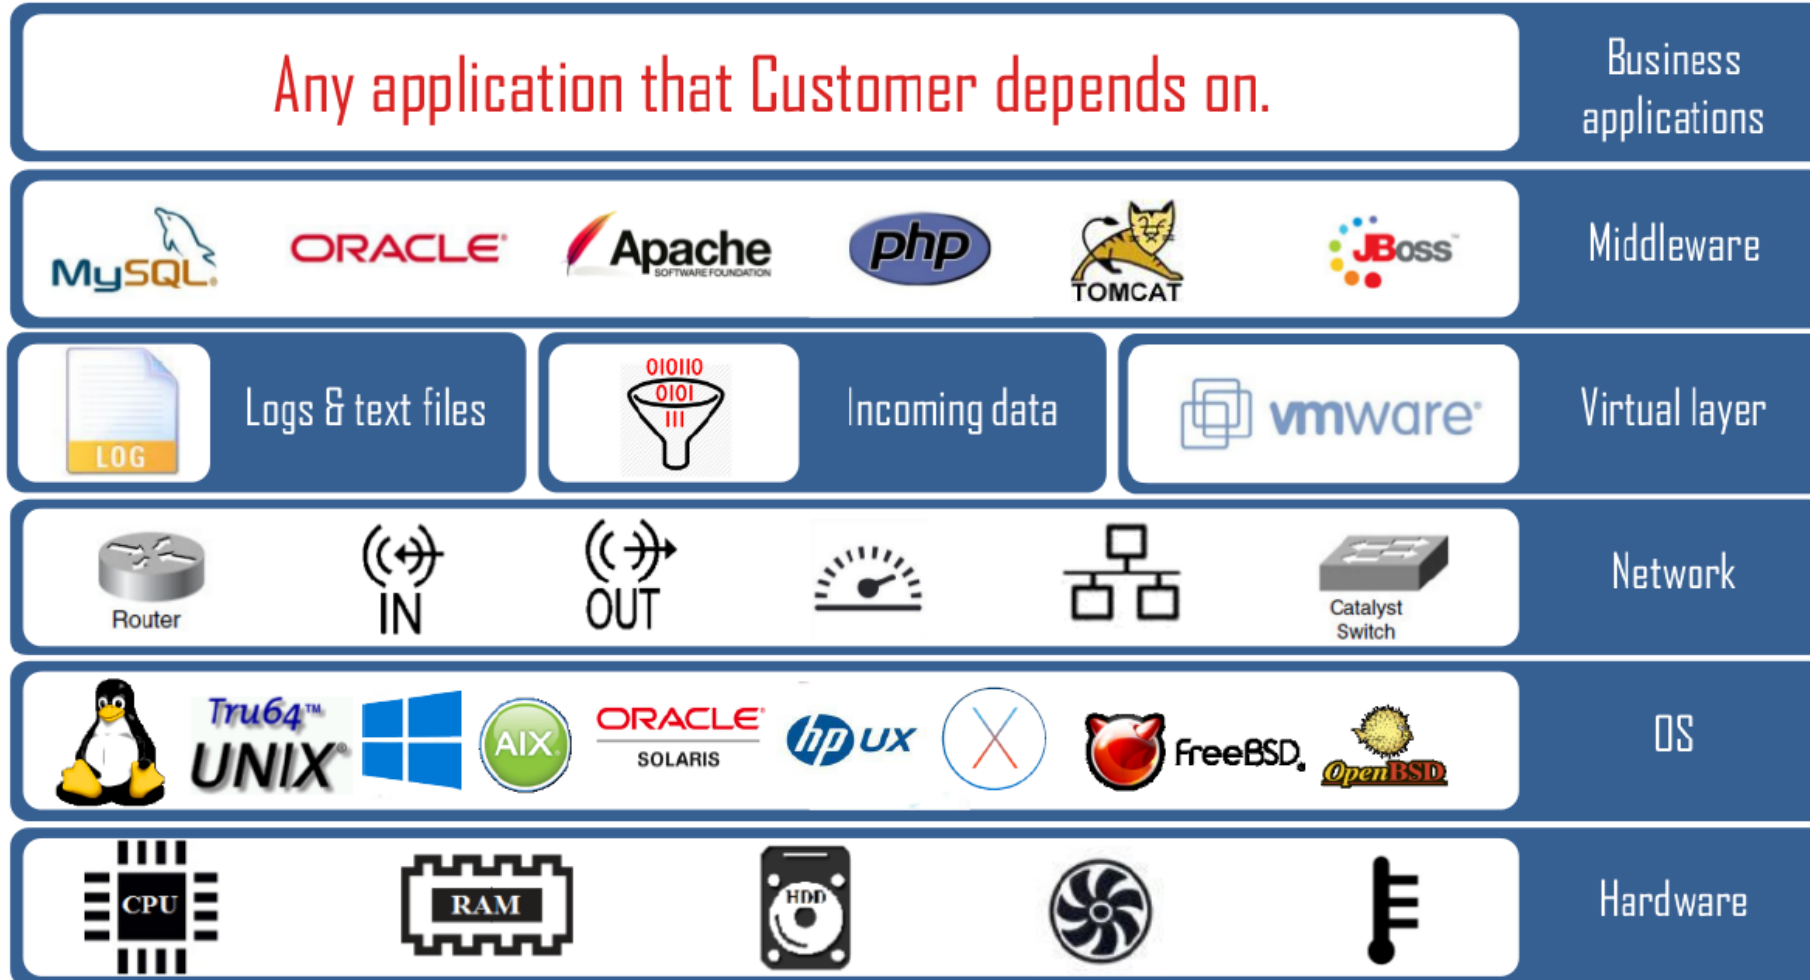 Any application that Customer depends on.
Business
applications
MySQL®
ORACLE®
Apache
SOFTWARE FOUNDATION
php
TOMCAT
JBoss™
Middleware
LOG
Logs & text files
010110
0101
111
Incoming data
vmware®
Virtual layer
Router
IN
OUT
Catalyst
Switch
Network
Tru64™
UNIX®
AIX
ORACLE®
SOLARIS
hp UX
FreeBSD®
OpenBSD
OS
CPU
RAM
HDD
Hardware